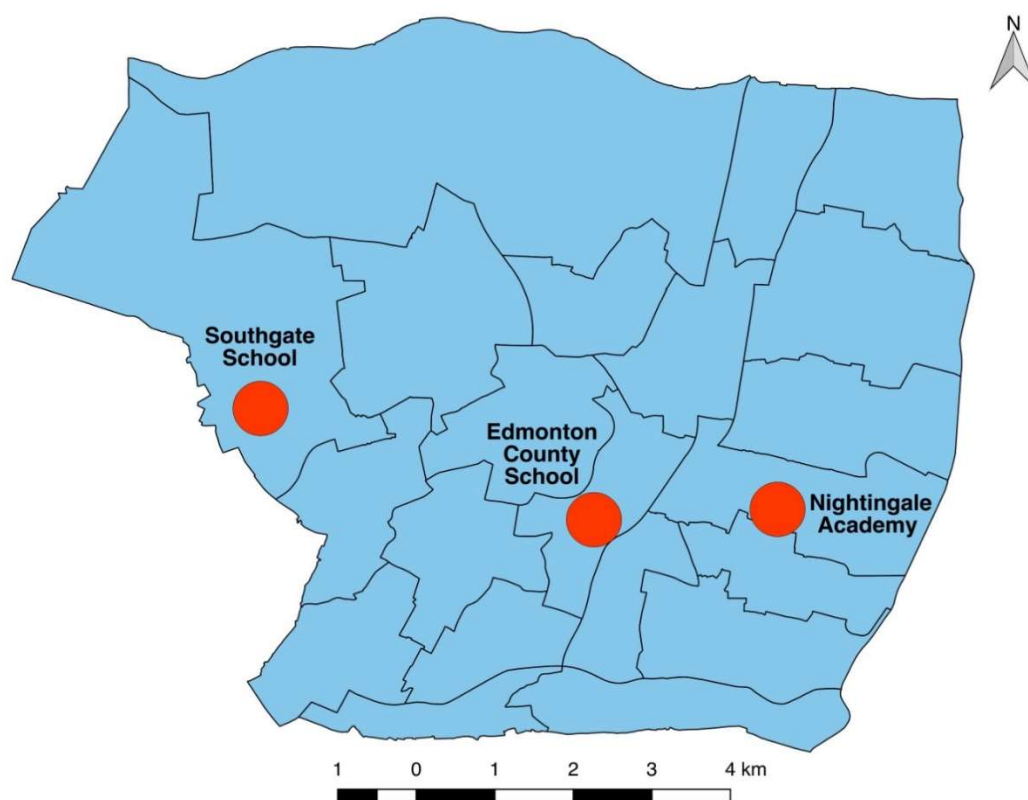 N
Southgate
School
Edmonton
County
School
Nightingale
Academy
1 0 1 2 3 4 km